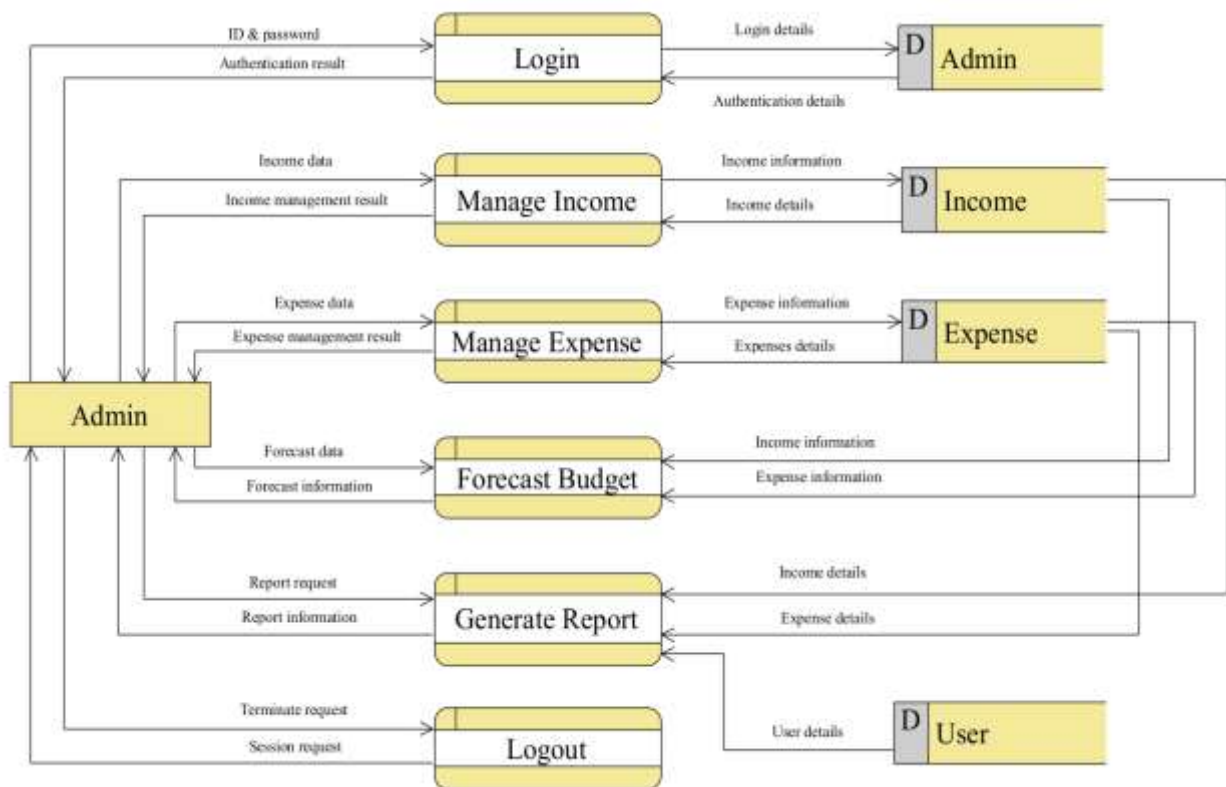 ID & password
Login details
Login
D
Admin
Authentication result
Authentication details
Income data
Income information
Manage Income
D
Income
Income management result
Income details
Expense data
Expense information
Manage Expense
D
Expense
Expense management result
Expenses details
Admin
Forecast data
Income information
Forecast Budget
Forecast information
Expense information
Report request
Income details
Generate Report
Report information
Expense details
Terminate request
User details
D
User
Session request
Logout